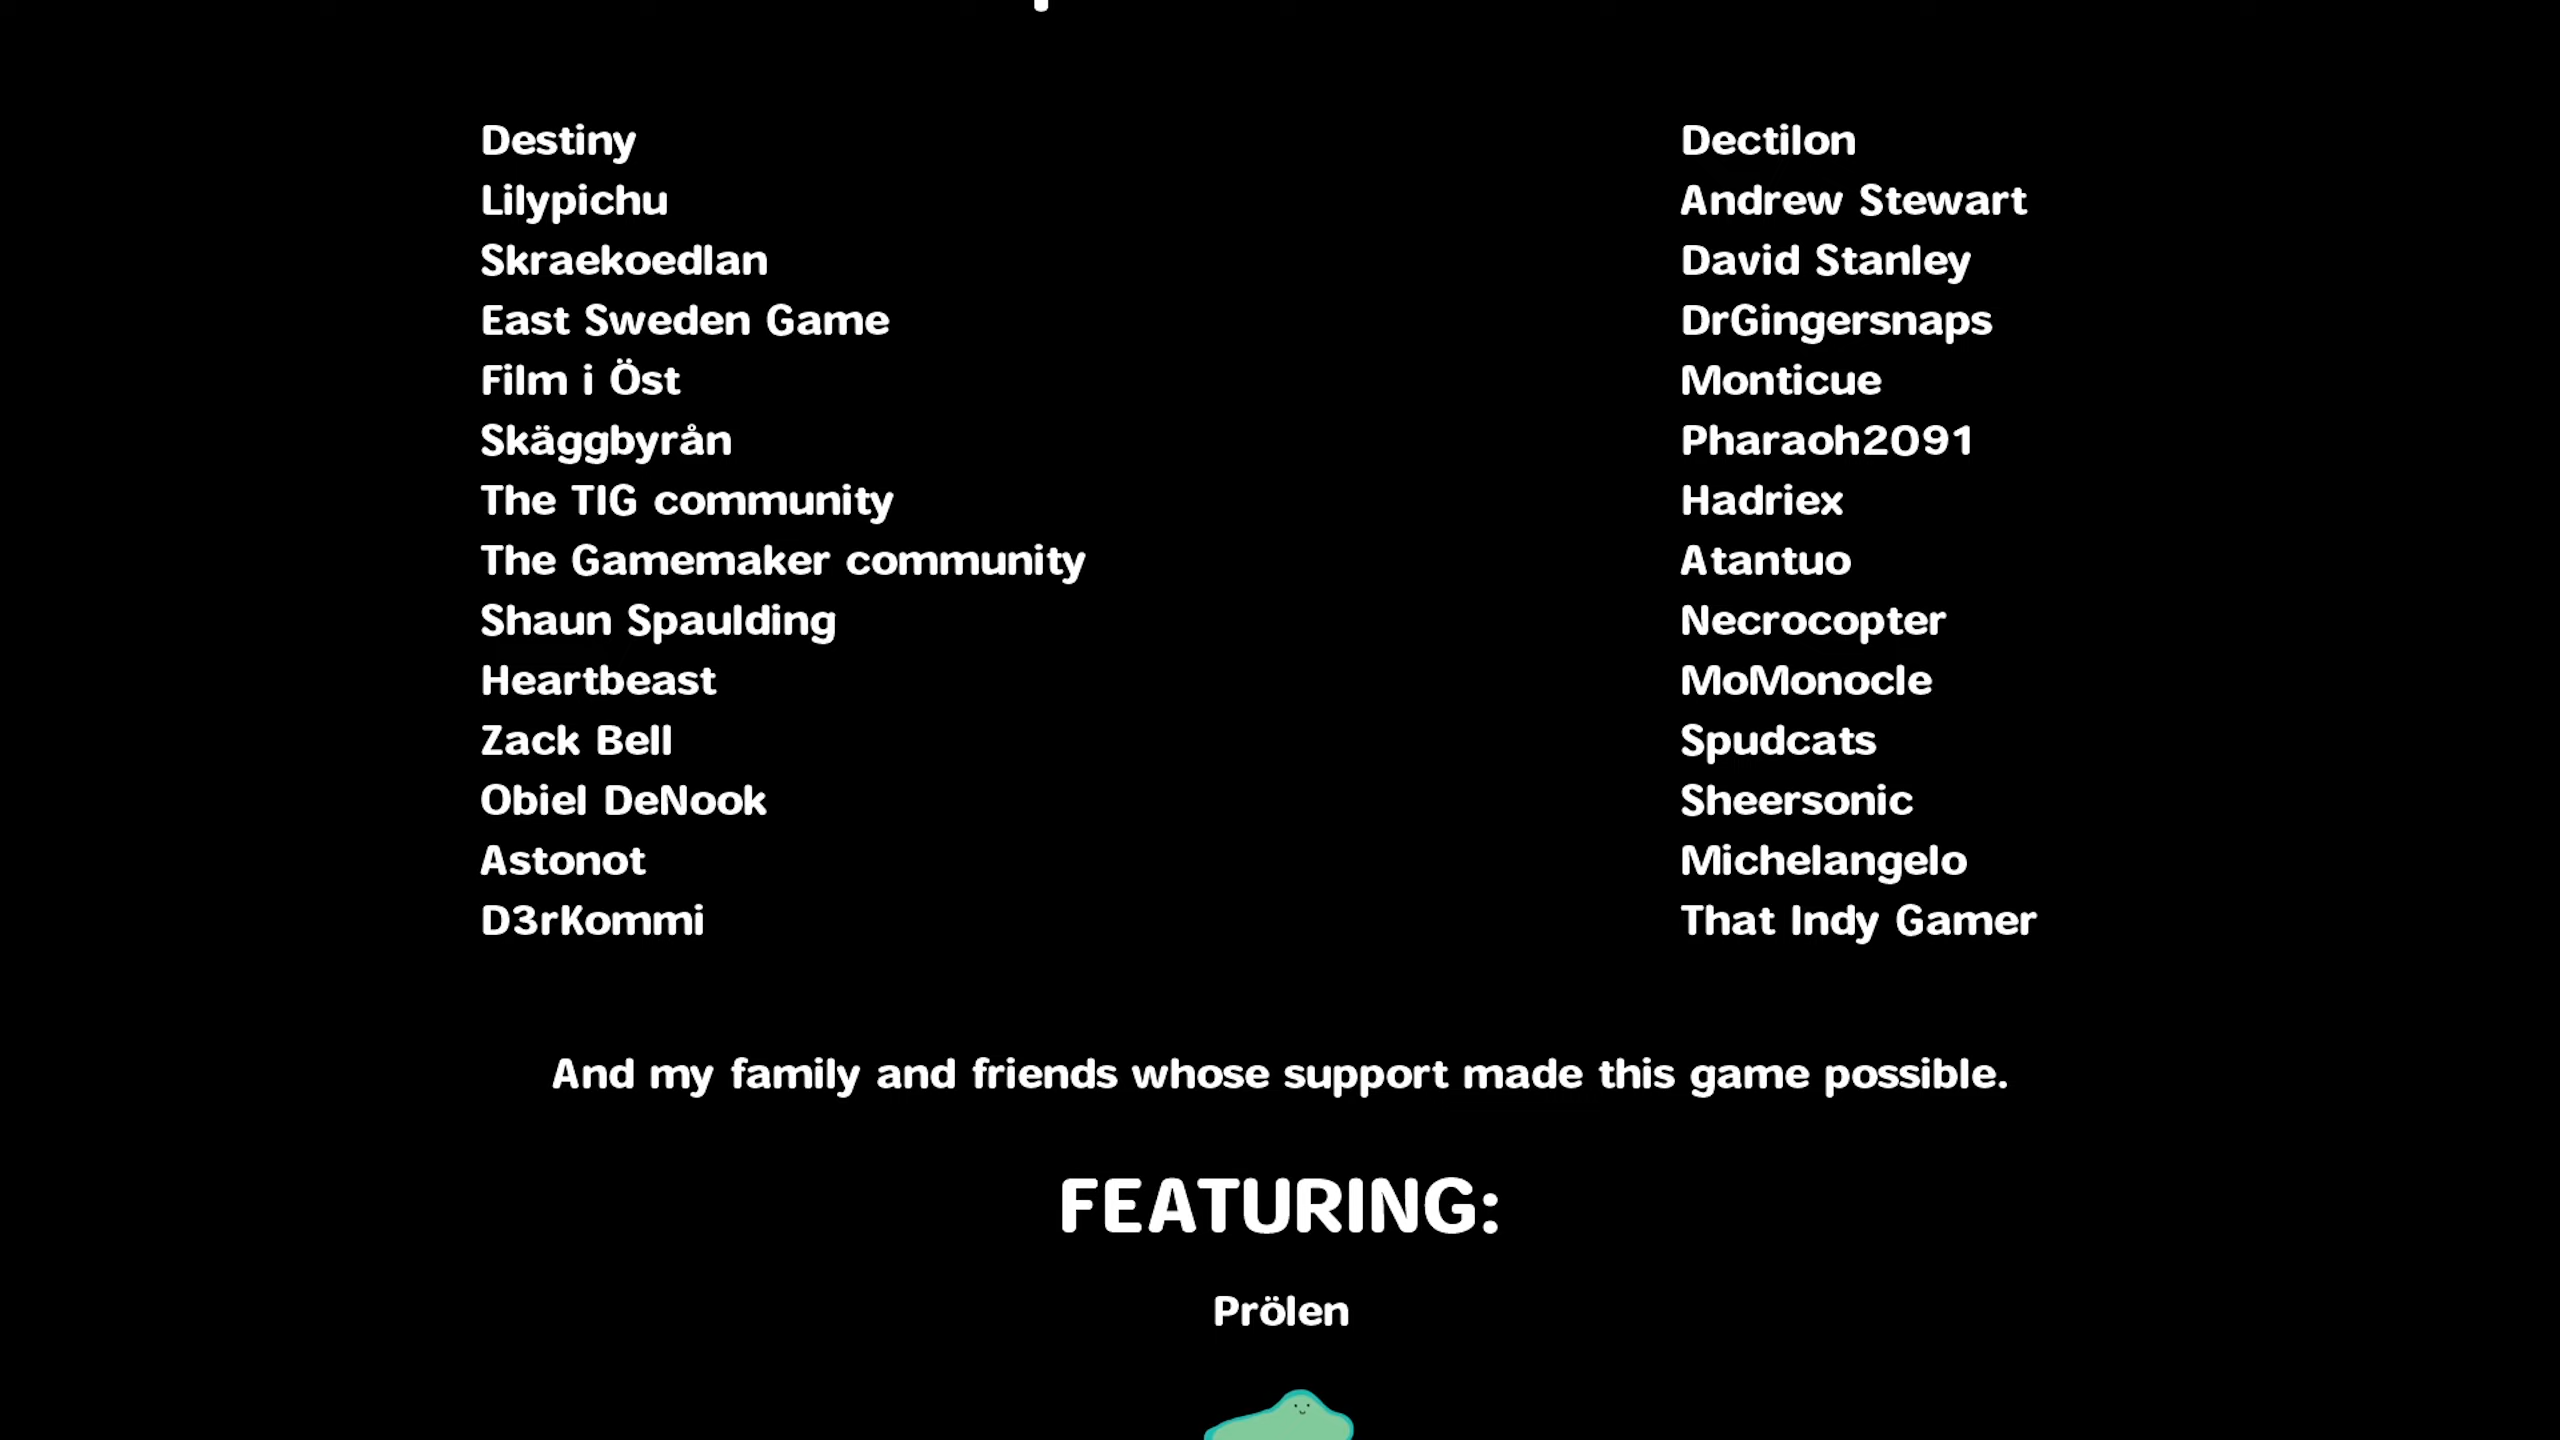 Destiny
Lilypichu
Skraekoedlan
East Sweden Game
Film i Öst
Skäggbyrån
The TIG community
The Gamemaker community
Shaun Spaulding
Heartbeast
Zack Bell
Obiel DeNook
Astonot
D3rKommi
Dectilon
Andrew Stewart
David Stanley
DrGingersnaps
Monticue
Pharaoh2091
Hadriex
Atantuo
Necrocopter
MoMonocle
Spudcats
Sheersonic
Michelangelo
That Indy Gamer
And my family and friends whose support made this game possible.
FEATURING:
Prölen